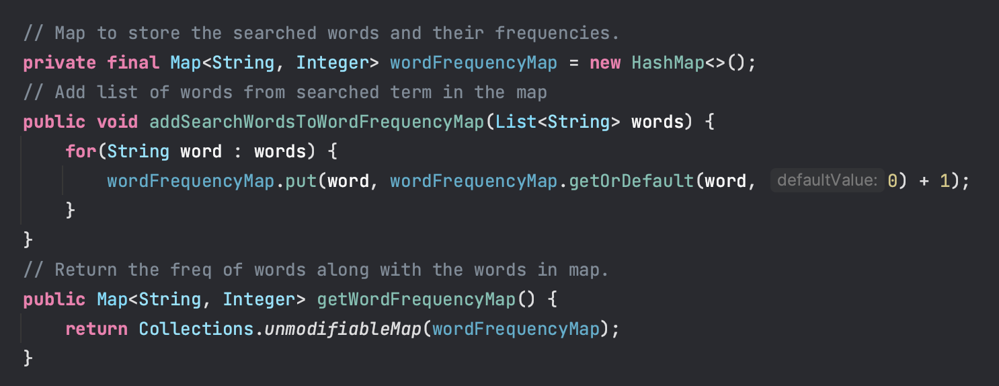 // Map to store the searched words and their frequencies.
private final Map<String, Integer> wordFrequencyMap = new HashMap<>();
// Add list of words from searched term in the map
public void addSearchWordsToWordFrequencyMap(List<String> words) {
    for(String word : words) {
        wordFrequencyMap.put(word, wordFrequencyMap.getOrDefault(word, defaultValue: 0) + 1);
    }
}
// Return the freq of words along with the words in map.
public Map<String, Integer> getWordFrequencyMap() {
    return Collections.unmodifiableMap(wordFrequencyMap);
}